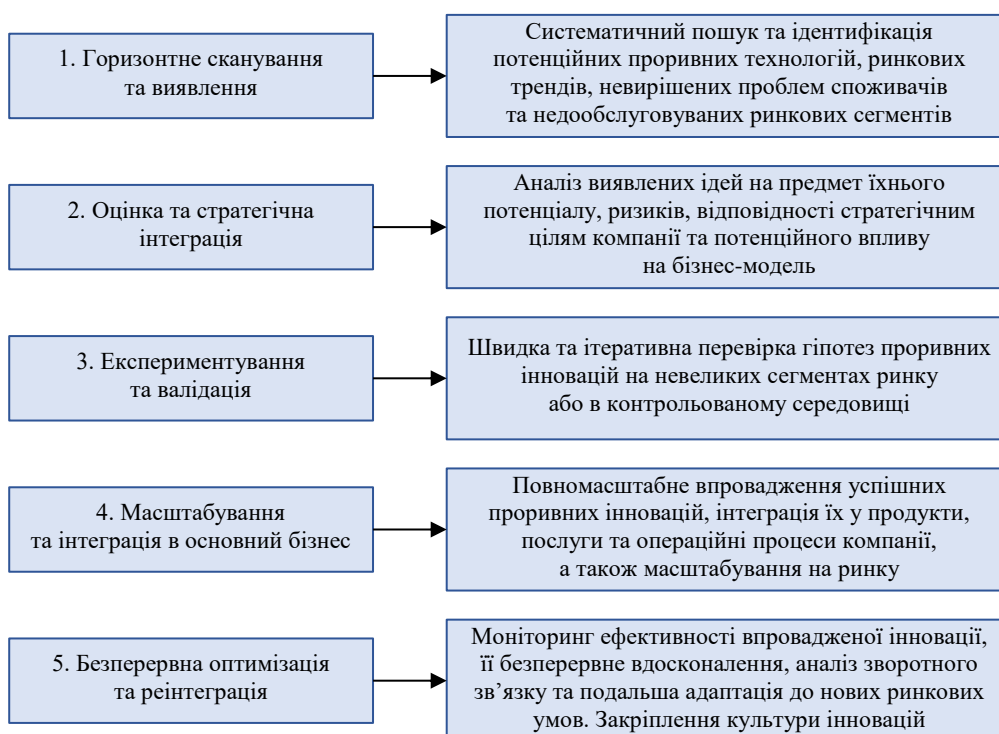 1. Горизонтне сканування
та виявлення
Систематичний пошук та ідентифікація
потенційних проривних технологій, ринкових
трендів, невирішених проблем споживачів
та недообслуговуваних ринкових сегментів
2. Оцінка та стратегічна
інтеграція
Аналіз виявлених ідей на предмет їхнього
потенціалу, ризиків, відповідності стратегічним
цілям компанії та потенційного впливу
на бізнес-модель
3. Експериментування
та валідація
Швидка та ітеративна перевірка гіпотез проривних
інновацій на невеликих сегментах ринку
або в контрольованому середовищі
4. Масштабування
та інтеграція в основний бізнес
Повномасштабне впровадження успішних
проривних інновацій, інтеграція їх у продукти,
послуги та операційні процеси компанії,
а також масштабування на ринку
5. Безперервна оптимізація
та реінтеграція
Моніторинг ефективності впровадженої інновації,
її безперервне вдосконалення, аналіз зворотного
зв’язку та подальша адаптація до нових ринкових
умов. Закріплення культури інновацій